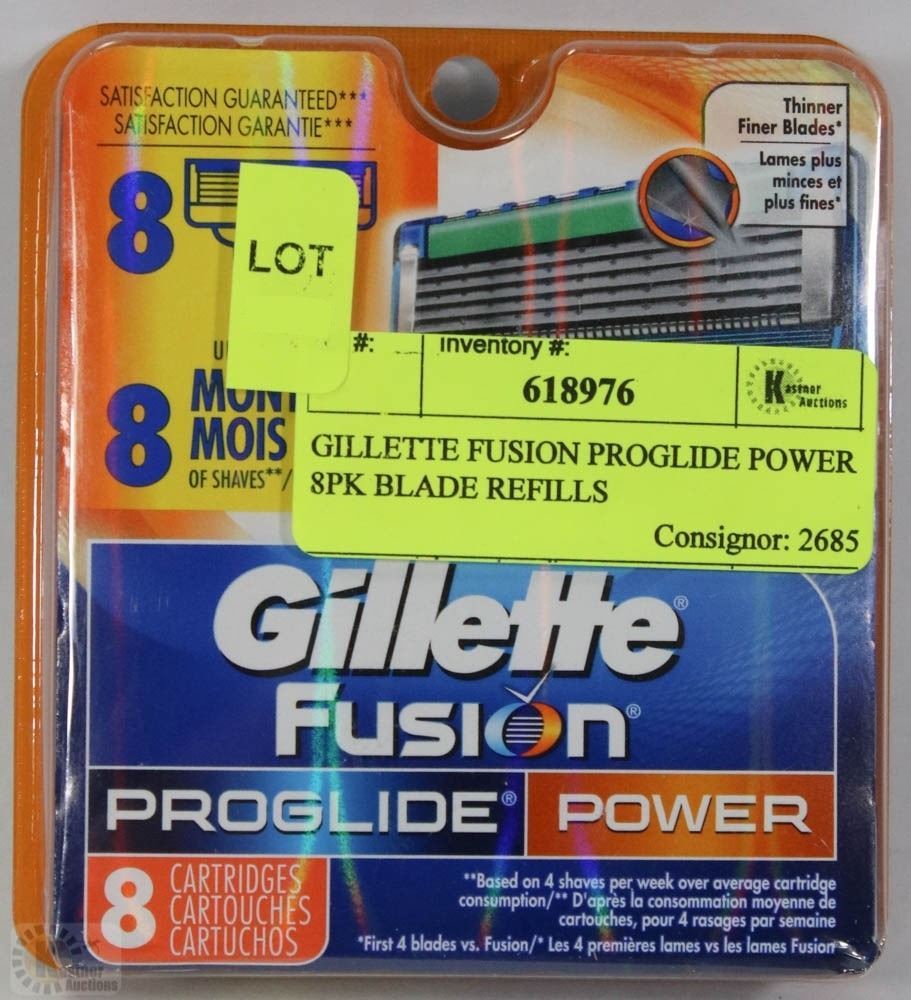 SATISFACTION GUARANTEED***
SATISFACTION GARANTIE***
Thinner
Finer Blades*
Lames plus
minces et
plus fines*
8
LOT
#:
Inventory #:
618976
Kastner
Auctions
8
MOIS
OF SHAVES**/
GILLETTE FUSION PROGLIDE POWER
8PK BLADE REFILLS
Consignor: 2685
Gillette®
Fusion®
PROGLIDE® POWER
8 CARTRIDGES
CARTOUCHES
CARTUCHOS
**Based on 4 shaves per week over average cartridge
consumption/** D'après la consommation moyenne de
cartouches, pour 4 rasages par semaine
*First 4 blades vs. Fusion/* Les 4 premières lames vs les lames Fusion
Kastner
Auctions